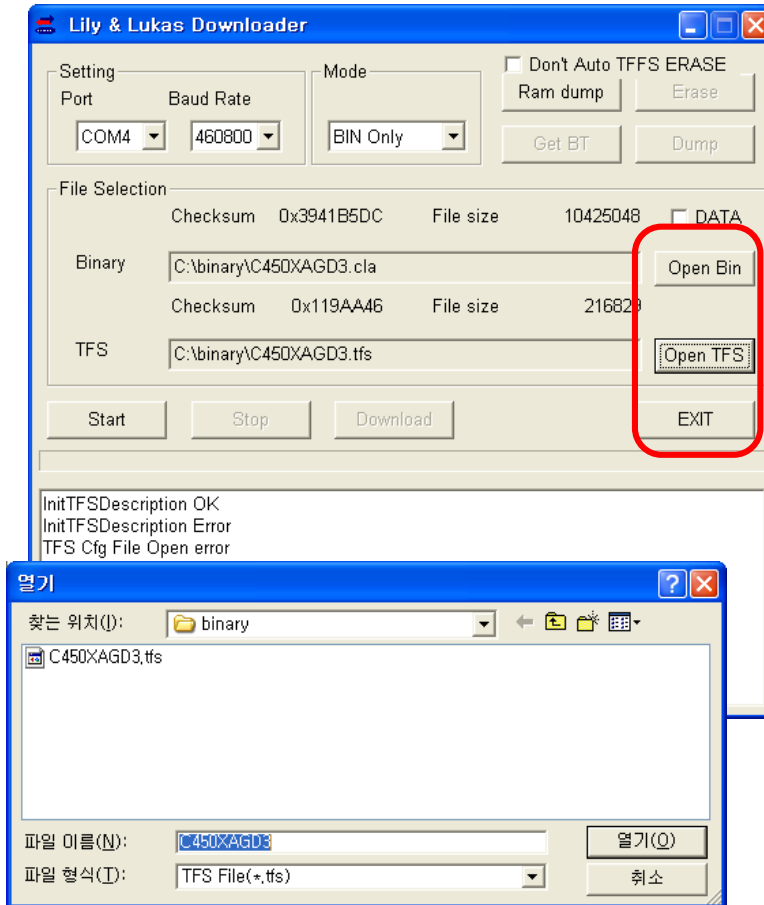 Lily & Lukas Downloader
Setting
Mode
Don't Auto TFFS ERASE
Port Baud Rate
Ram dump Erase
COM4 460800 BIN Only
Get BT Dump
File Selection
Checksum 0x3941B5DC File size 10425048 DATA
Binary C:\binary\C450XAGD3.cla Open Bin
Checksum 0x119AA46 File size 216829
TFS C:\binary\C450XAGD3.tfs Open TFS
Start Stop Download EXIT
InitTFSDescription OK
InitTFSDescription Error
TFS Cfg File Open error
열기
찾는 위치(I): binary
C450XAGD3.tfs
파일 이름(N): C450XAGD3 열기(O)
파일 형식(T): TFS File(*.tfs) 취소